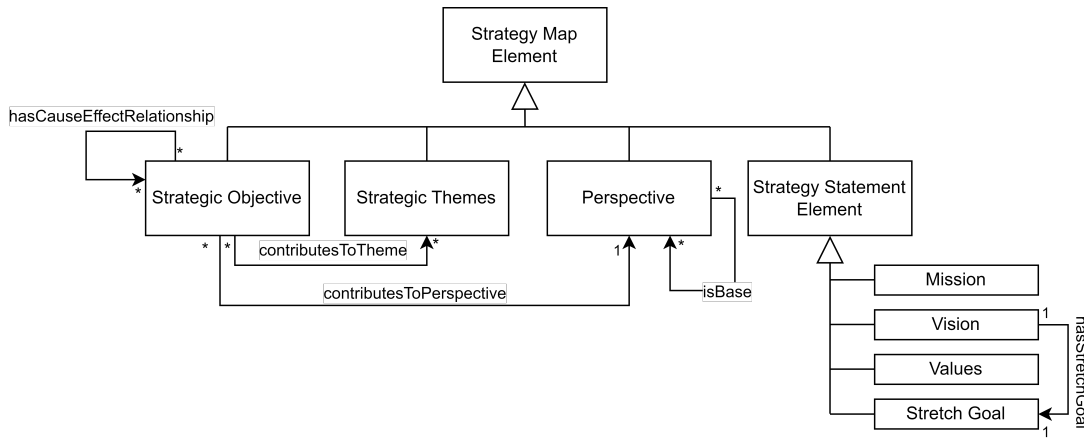 Strategy Map
Element
hasCauseEffectRelationship
*
*
Strategic Objective
Strategic Themes
Perspective
Strategy Statement
Element
*
*
*
contributesToTheme
*
1
*
contributesToPerspective
isBase
Mission
Vision
1
hasStretchGoal
Values
Stretch Goal
1